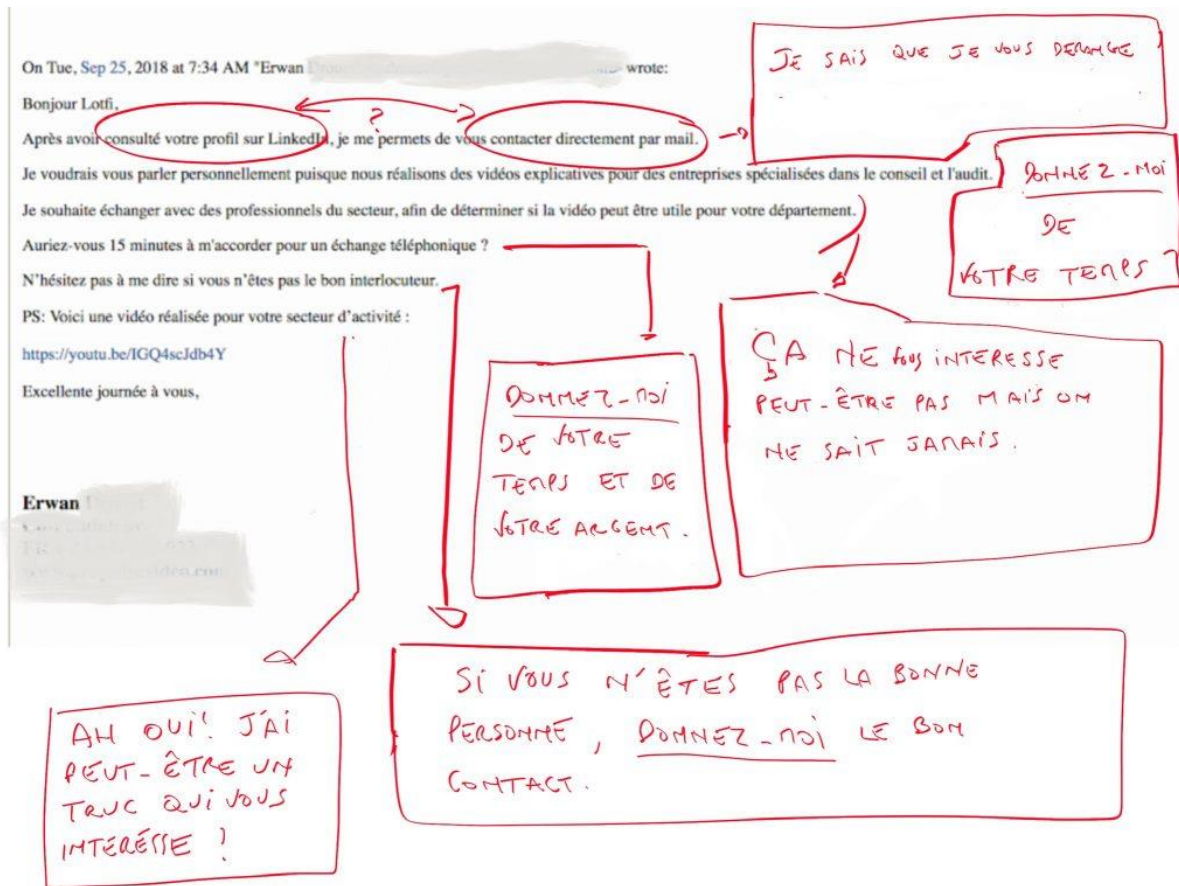 On Tue, Sep 25, 2018 at 7:34 AM "Erwan wrote:
Bonjour Lotfi,
?
Après avoir consulté votre profil sur LinkedIn, je me permets de vous contacter directement par mail.
Je voudrais vous parler personnellement puisque nous réalisons des vidéos explicatives pour des entreprises spécialisées dans le conseil et l'audit.
Je souhaite échanger avec des professionnels du secteur, afin de déterminer si la vidéo peut être utile pour votre département.
Auriez-vous 15 minutes à m'accorder pour un échange téléphonique ?
N'hésitez pas à me dire si vous n'êtes pas le bon interlocuteur.
PS: Voici une vidéo réalisée pour votre secteur d'activité :
https://youtu.be/IGQ4scJdb4Y
Excellente journée à vous,
Erwan
JE SAIS QUE JE VOUS DERANGE
DONNEZ-MOI
DE
VOTRE TEMPS ?
ÇA NE VOUS INTERESSE
PEUT-ÊTRE PAS MAIS ON
NE SAIT JAMAIS.
DONNEZ-MOI
DE VOTRE
TEMPS ET DE
VOTRE ARGENT.
SI VOUS N'ÊTES PAS LA BONNE
PERSONNE, DONNEZ-MOI LE BON
CONTACT.
AH OUI! J'AI
PEUT-ÊTRE UN
TRUC QUI VOUS
INTÉRÉSSE !